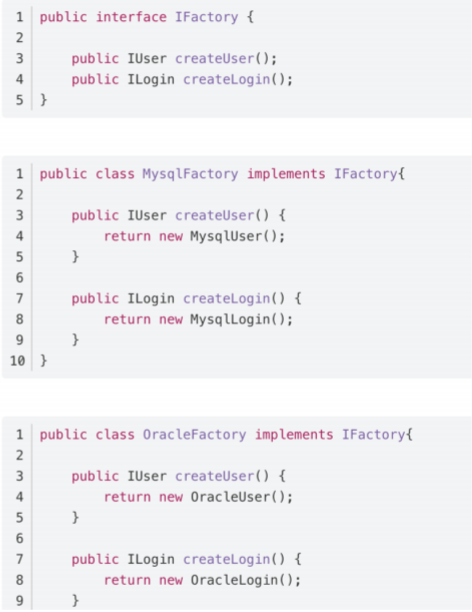 1 public interface IFactory {
2
3     public IUser createUser();
4     public ILogin createLogin();
5 }
1 public class MysqlFactory implements IFactory{
2
3     public IUser createUser() {
4         return new MysqlUser();
5     }
6
7     public ILogin createLogin() {
8         return new MysqlLogin();
9     }
10 }
1 public class OracleFactory implements IFactory{
2
3     public IUser createUser() {
4         return new OracleUser();
5     }
6
7     public ILogin createLogin() {
8         return new OracleLogin();
9     }